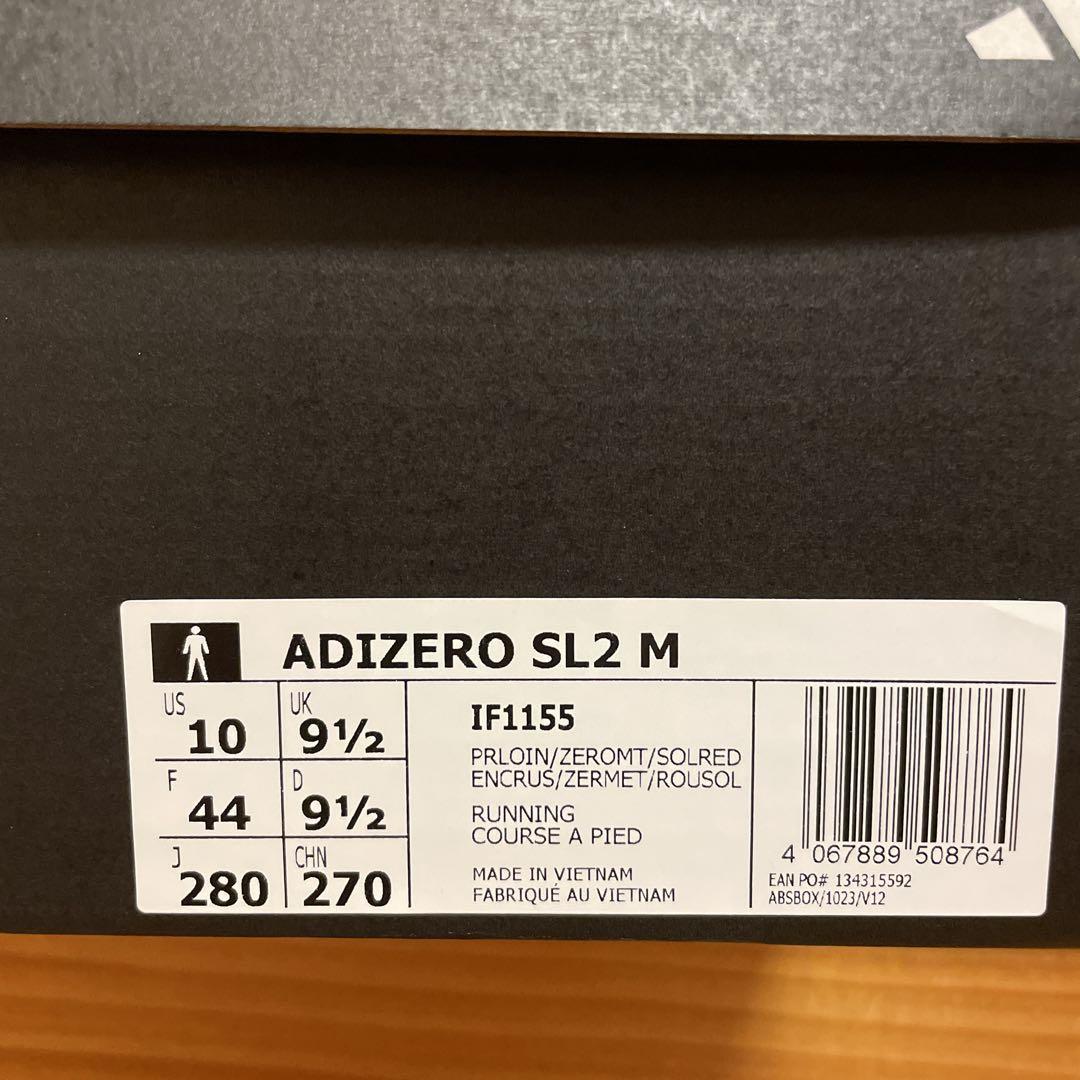 ADIZERO SL2 M
US 10 UK 9½
F 44 D 9½
J 280 CHN 270
IF1155
PRLOIN/ZEROMT/SOLRED
ENCRUS/ZERMET/ROUSOL
RUNNING
COURSE A PIED
MADE IN VIETNAM
FABRIQUÉ AU VIETNAM
4 067889 508764
EAN PO# 134315592
ABSBOX/1023/V12